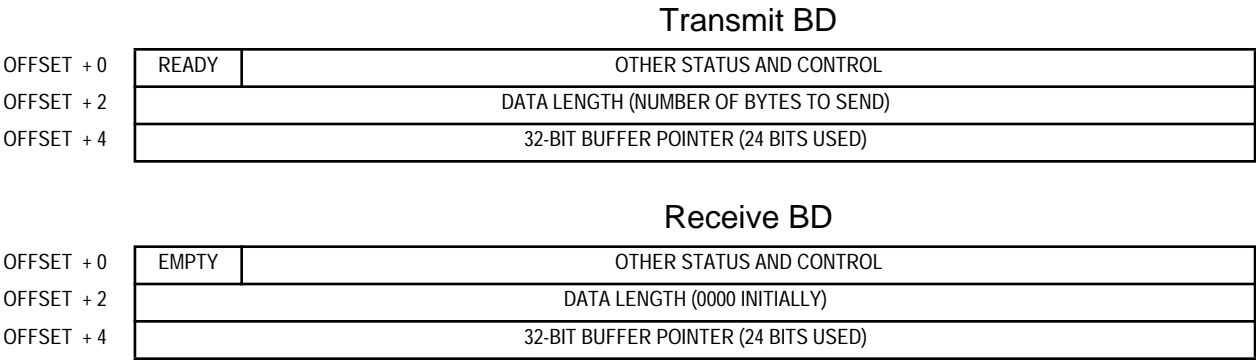 Transmit BD
OFFSET + 0 READY OTHER STATUS AND CONTROL
OFFSET + 2 DATA LENGTH (NUMBER OF BYTES TO SEND)
OFFSET + 4 32-BIT BUFFER POINTER (24 BITS USED)
Receive BD
OFFSET + 0 EMPTY OTHER STATUS AND CONTROL
OFFSET + 2 DATA LENGTH (0000 INITIALLY)
OFFSET + 4 32-BIT BUFFER POINTER (24 BITS USED)